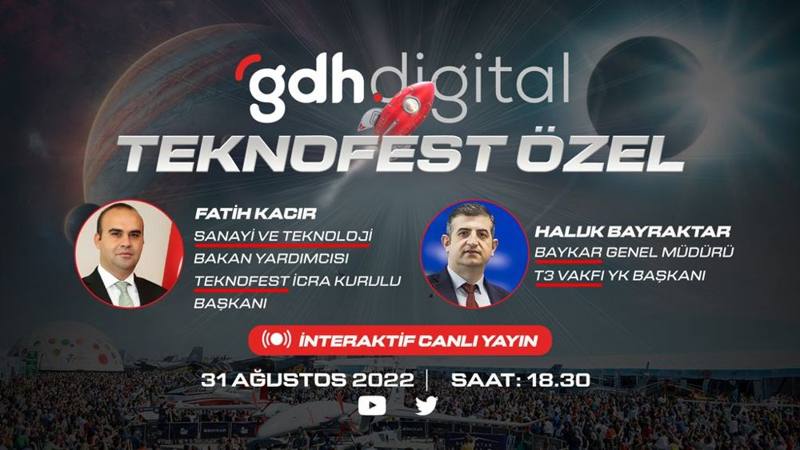 gdh.digital
TEKNOFEST ÖZEL
FATİH KACIR
SANAYİ VE TEKNOLOJİ
BAKAN YARDIMCISI
TEKNOFEST İCRA KURULU
BAŞKANI
HALUK BAYRAKTAR
BAYKAR GENEL MÜDÜRÜ
T3 VAKFI YK BAŞKANI
İNTERAKTİF CANLI YAYIN
31 AĞUSTOS 2022 | SAAT: 18.30